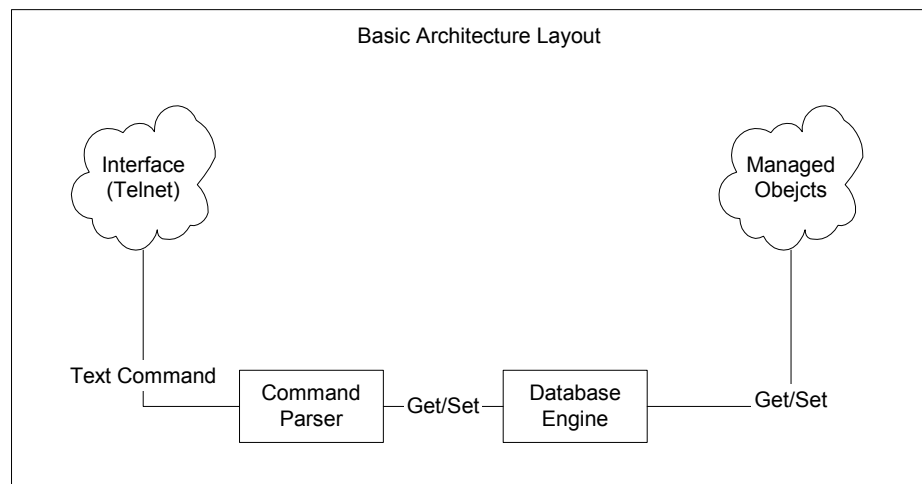 Basic Architecture Layout
Interface
(Telnet)
Managed
Obejcts
Text Command
Command
Parser
Get/Set
Database
Engine
Get/Set